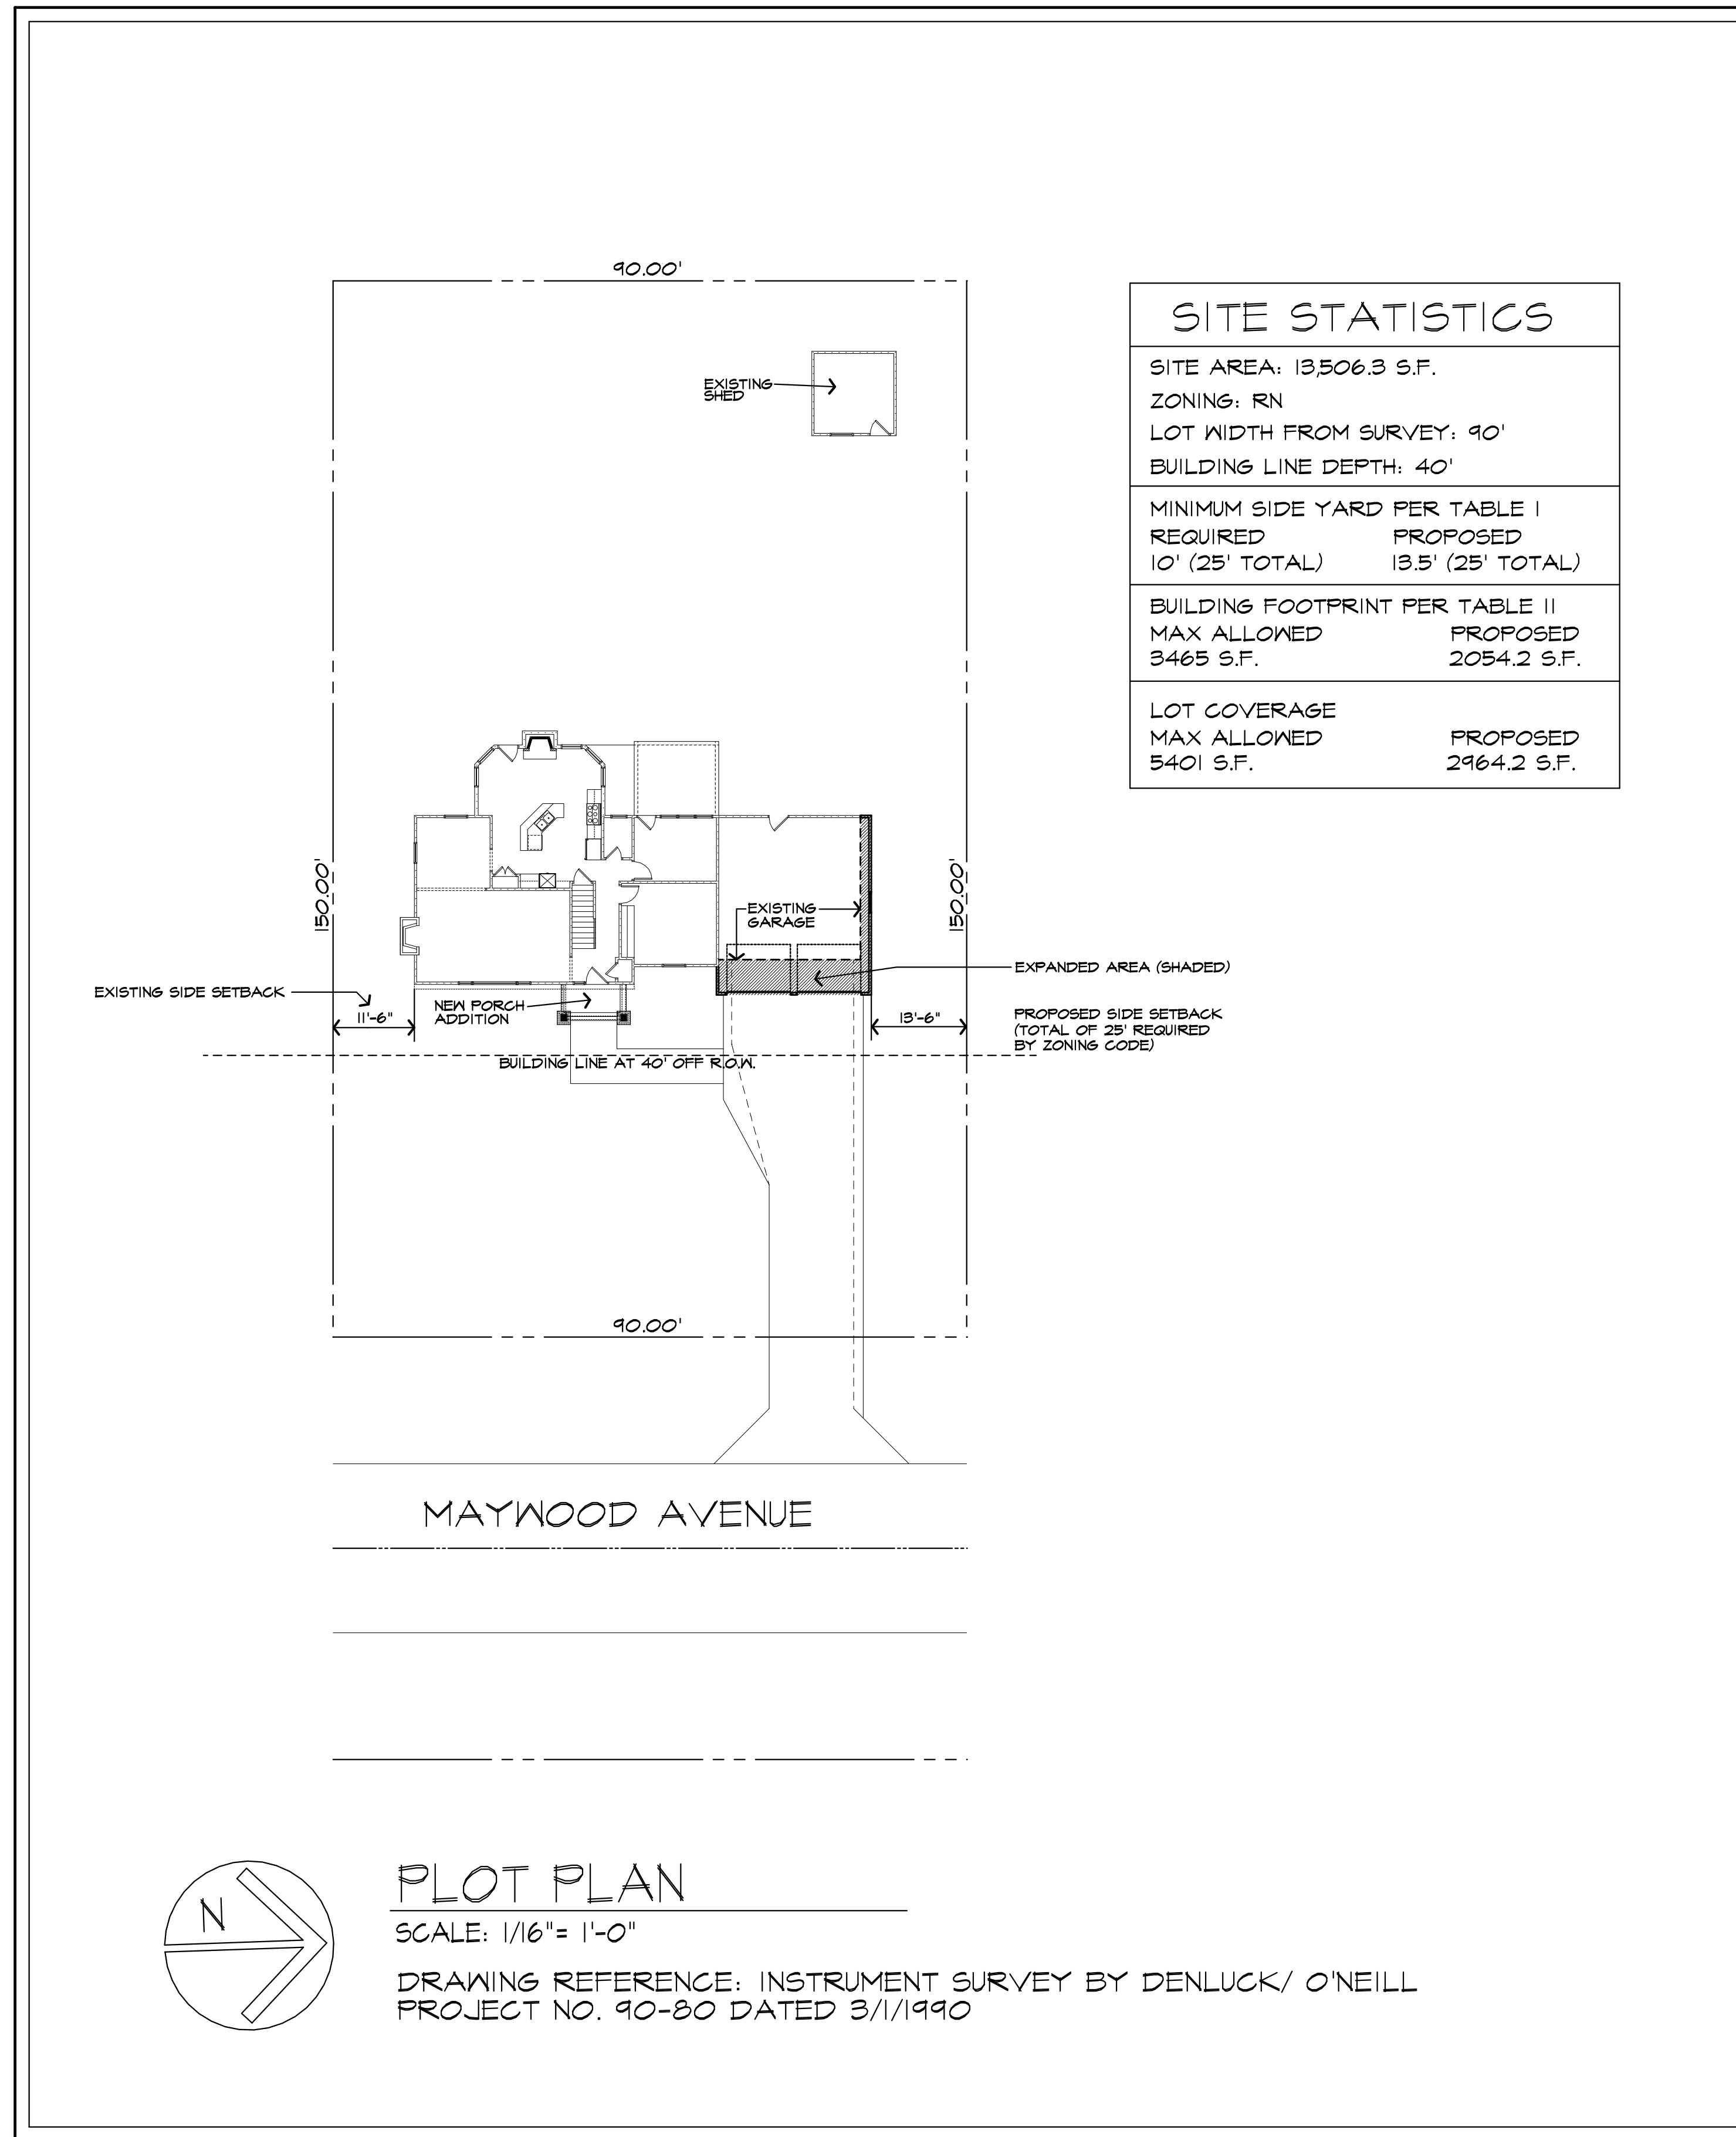 90.00'
EXISTING
SHED
SITE STATISTICS
SITE AREA: 13,506.3 S.F.
ZONING: RN
LOT WIDTH FROM SURVEY: 90'
BUILDING LINE DEPTH: 40'
MINIMUM SIDE YARD PER TABLE I
REQUIRED PROPOSED
10' (25' TOTAL) 13.5' (25' TOTAL)
BUILDING FOOTPRINT PER TABLE II
MAX ALLOWED PROPOSED
3465 S.F. 2054.2 S.F.
LOT COVERAGE
MAX ALLOWED PROPOSED
5401 S.F. 2964.2 S.F.
150.00'
150.00'
EXISTING
GARAGE
EXPANDED AREA (SHADED)
EXISTING SIDE SETBACK
11'-6"
NEW PORCH
ADDITION
13'-6"
PROPOSED SIDE SETBACK
(TOTAL OF 25' REQUIRED
BY ZONING CODE)
BUILDING LINE AT 40' OFF R.O.W.
90.00'
MAYWOOD AVENUE
N
PLOT PLAN
SCALE: 1/16"= 1'-0"
DRAWING REFERENCE: INSTRUMENT SURVEY BY DENLUCK/ O'NEILL
PROJECT NO. 90-80 DATED 3/1/1990